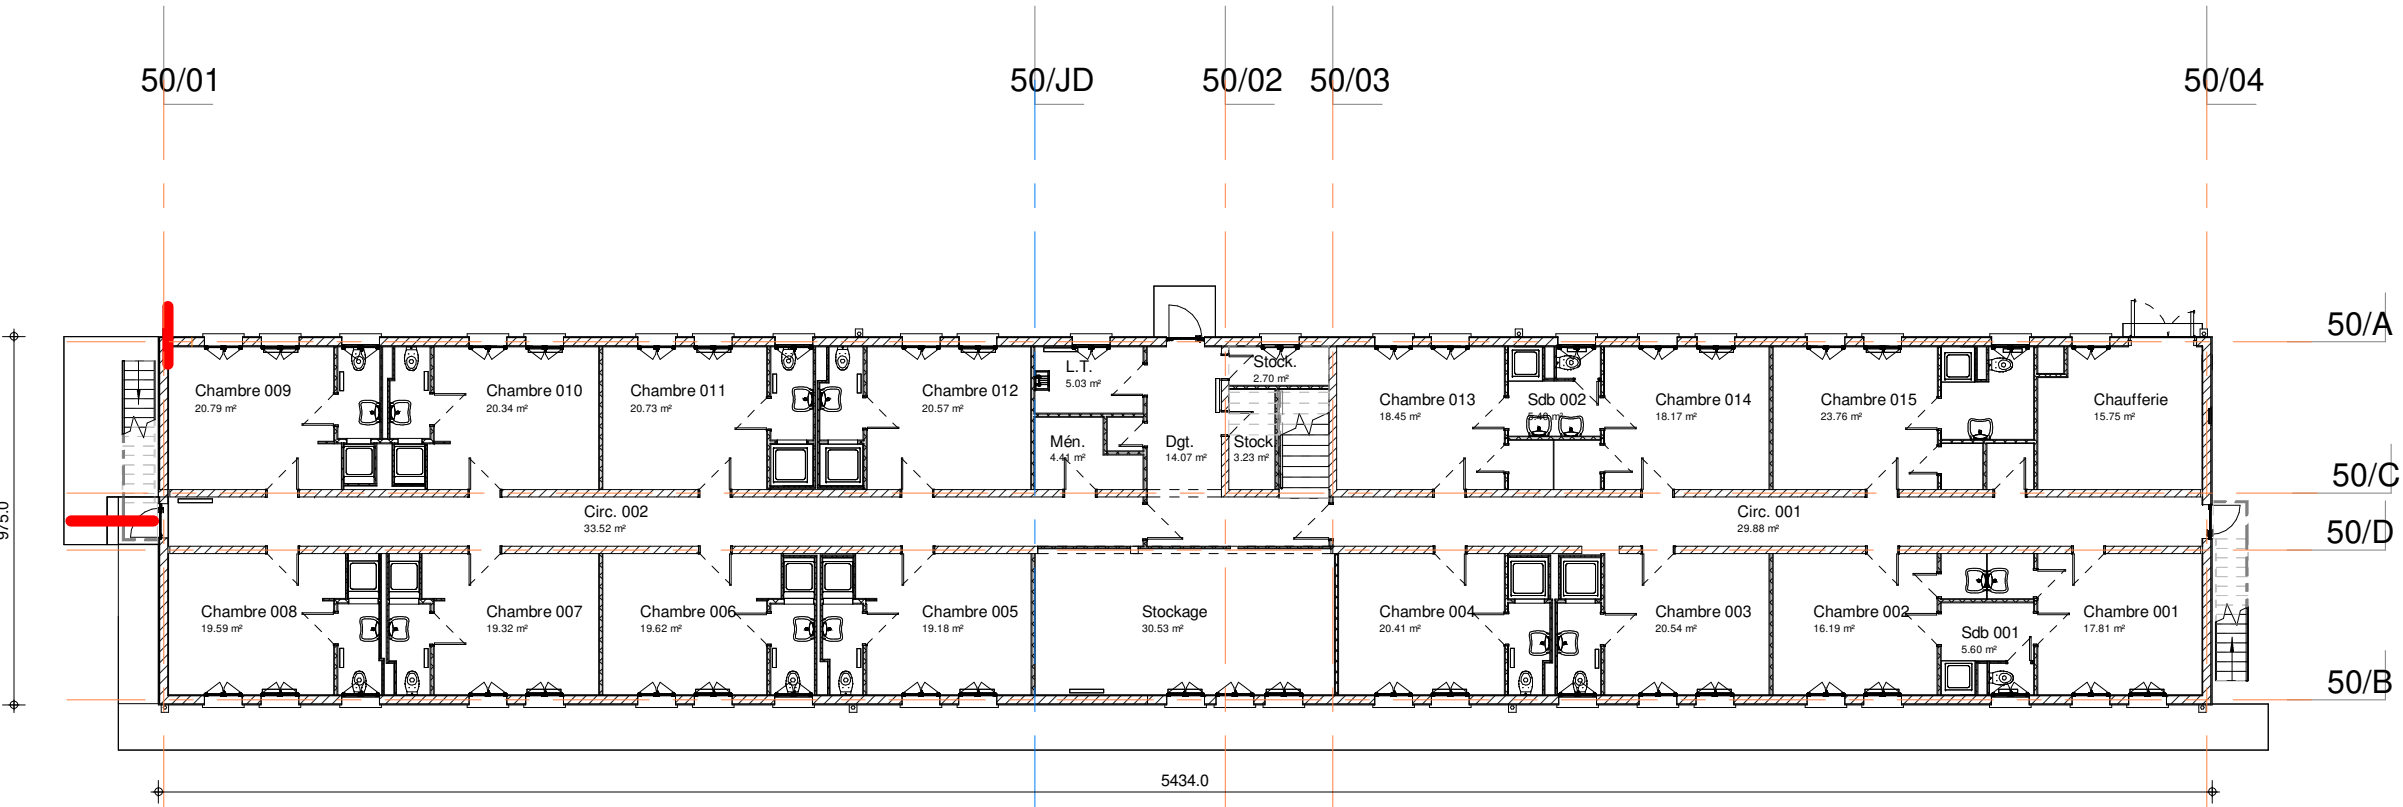 50/01
50/JD
50/02
50/03
50/04
50/A
Chambre 009
20.79 m²
Chambre 010
20.34 m²
Chambre 011
20.73 m²
Chambre 012
20.57 m²
L.T.
5.03 m²
Stock.
2.70 m²
Chambre 013
18.45 m²
Sdb 002
Chambre 014
18.17 m²
Chambre 015
23.76 m²
Chaufferie
15.75 m²
Mén.
4.41 m²
Dgt.
14.07 m²
Stock
3.23 m²
50/C
975.0
Circ. 002
33.52 m²
Circ. 001
29.88 m²
50/D
Chambre 008
19.59 m²
Chambre 007
19.32 m²
Chambre 006
19.62 m²
Chambre 005
19.18 m²
Stockage
30.53 m²
Chambre 004
20.41 m²
Chambre 003
20.54 m²
Chambre 002
16.19 m²
Sdb 001
5.60 m²
Chambre 001
17.81 m²
50/B
5434.0